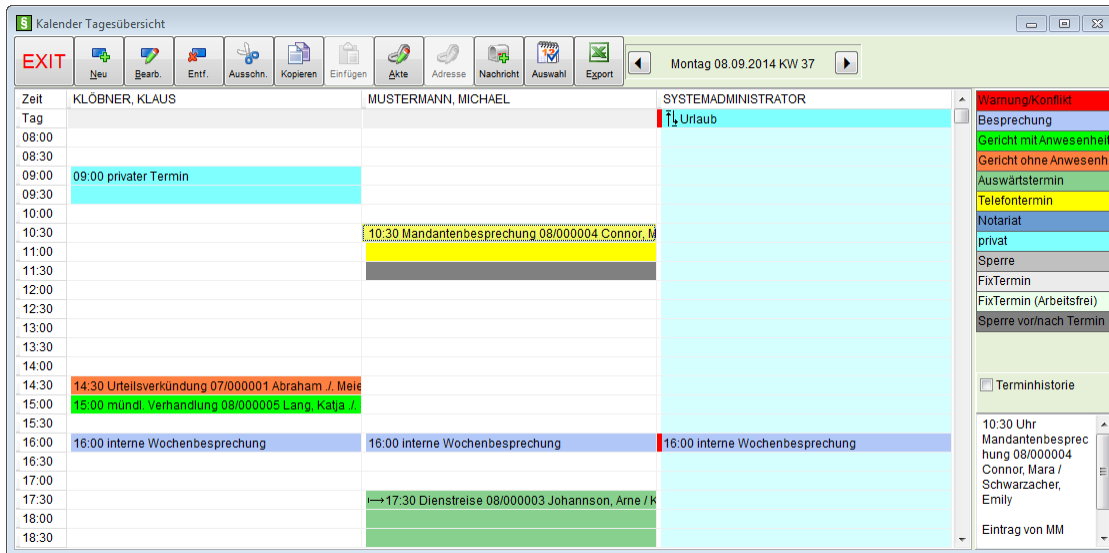 § Kalender Tagesübersicht
EXIT Neu Bearb. Entf. Ausschn. Kopieren Einfügen Akte Adresse Nachricht Auswahl Export Montag 08.09.2014 KW 37
Zeit KLÖBNER, KLAUS MUSTERMANN, MICHAEL SYSTEMADMINISTRATOR
Tag Urlaub
08:00
08:30
09:00 09:00 privater Termin
09:30
10:00
10:30 10:30 Mandantenbesprechung 08/000004 Connor, M
11:00
11:30
12:00
12:30
13:00
13:30
14:00
14:30 14:30 Urteilsverkündung 07/000001 Abraham ./. Meie
15:00 15:00 mündl. Verhandlung 08/000005 Lang, Katja ./.
15:30
16:00 16:00 interne Wochenbesprechung 16:00 interne Wochenbesprechung 16:00 interne Wochenbesprechung
16:30
17:00
17:30 17:30 Dienstreise 08/000003 Johannson, Arne / K
18:00
18:30
Warnung/Konflikt
Besprechung
Gericht mit Anwesenheit
Gericht ohne Anwesenh
Auswärtstermin
Telefontermin
Notariat
privat
Sperre
FixTermin
FixTermin (Arbeitsfrei)
Sperre vor/nach Termin
Terminhistorie
10:30 Uhr
Mandantenbesprec
hung 08/000004
Connor, Mara /
Schwarzacher,
Emily
Eintrag von MM